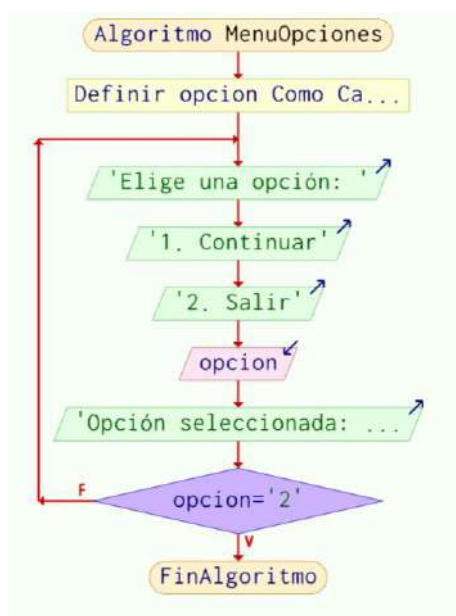 Algoritmo MenuOpciones
Definir opcion Como Ca...
'Elige una opción: '
'1. Continuar'
'2. Salir'
opcion
'Opción seleccionada: ...
F
opcion='2'
V
FinAlgoritmo